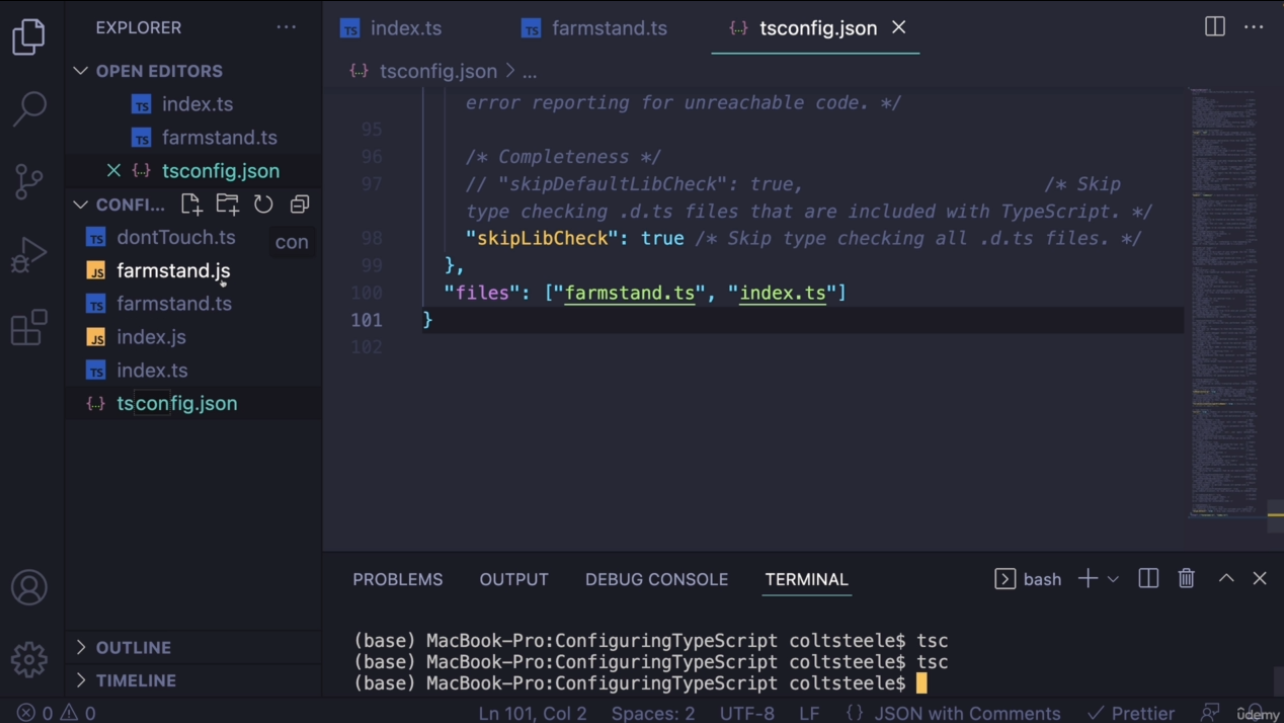 EXPLORER
OPEN EDITORS
TS index.ts
TS farmstand.ts
{..} tsconfig.json
CONFI...
TS dontTouch.ts
con
JS farmstand.js
TS farmstand.ts
JS index.js
TS index.ts
{..} tsconfig.json
OUTLINE
TIMELINE
TS index.ts TS farmstand.ts {..} tsconfig.json
{..} tsconfig.json > ...
error reporting for unreachable code. */
95
96 /* Completeness */
97 // "skipDefaultLibCheck": true, /* Skip
type checking .d.ts files that are included with TypeScript. */
98 "skipLibCheck": true /* Skip type checking all .d.ts files. */
99 },
100 "files": ["farmstand.ts", "index.ts"]
101 }
102
PROBLEMS OUTPUT DEBUG CONSOLE TERMINAL bash
(base) MacBook-Pro:ConfiguringTypeScript coltsteele$ tsc
(base) MacBook-Pro:ConfiguringTypeScript coltsteele$ tsc
(base) MacBook-Pro:ConfiguringTypeScript coltsteele$
0 0 Ln 101, Col 2 Spaces: 2 UTF-8 LF {} JSON with Comments Prettier
udemy